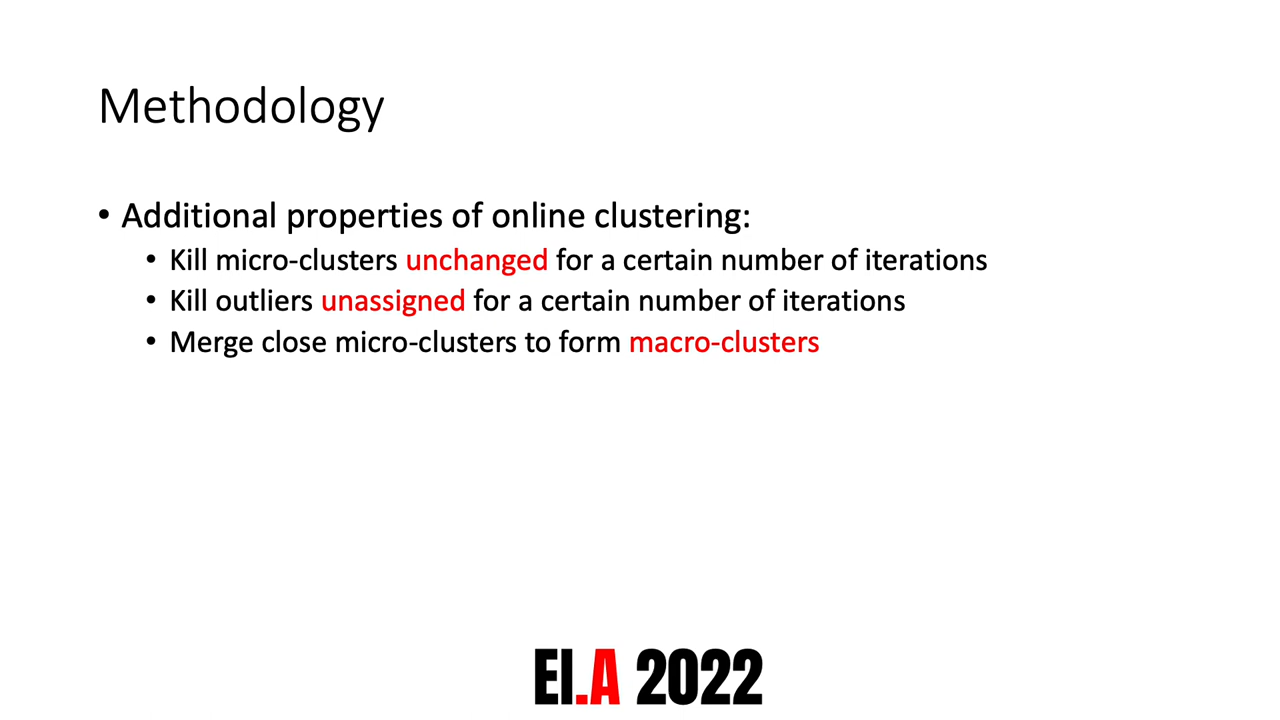 Methodology
• Additional properties of online clustering:
• Kill micro-clusters unchanged for a certain number of iterations
• Kill outliers unassigned for a certain number of iterations
• Merge close micro-clusters to form macro-clusters
EI.A 2022